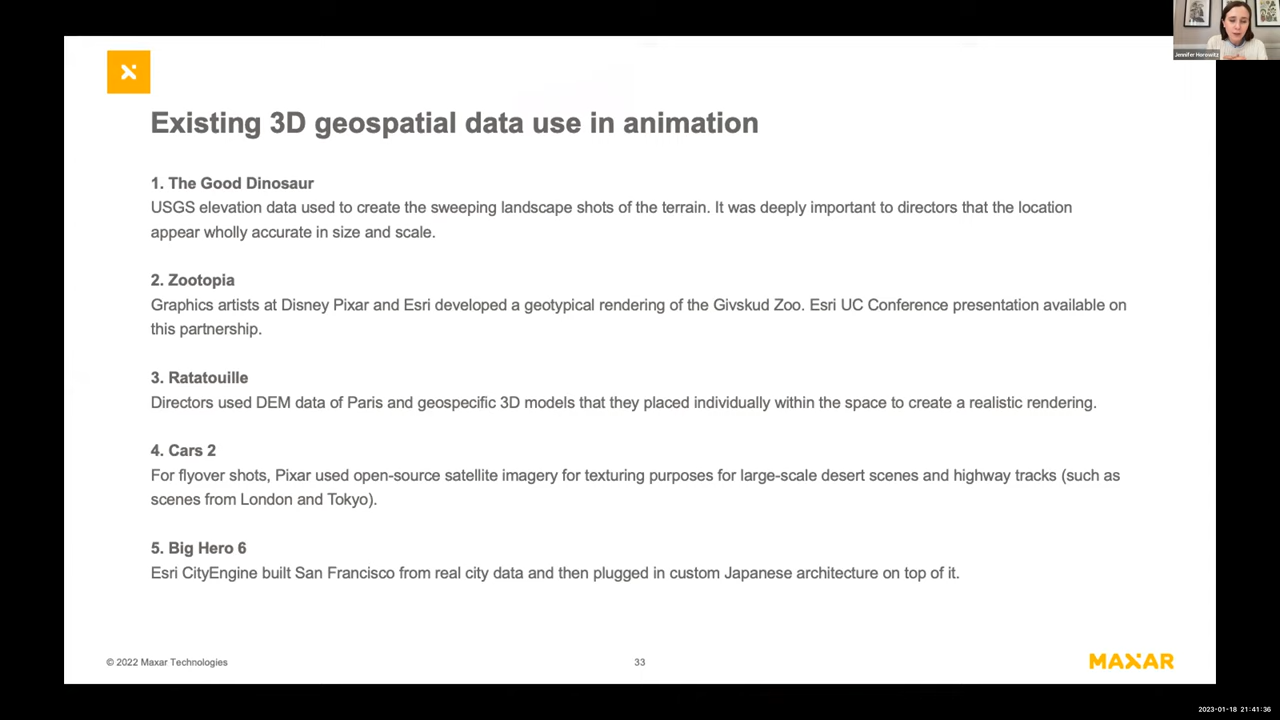 Jennifer Horowitz
Existing 3D geospatial data use in animation
1. The Good Dinosaur
USGS elevation data used to create the sweeping landscape shots of the terrain. It was deeply important to directors that the location
appear wholly accurate in size and scale.
2. Zootopia
Graphics artists at Disney Pixar and Esri developed a geotypical rendering of the Givskud Zoo. Esri UC Conference presentation available on
this partnership.
3. Ratatouille
Directors used DEM data of Paris and geospecific 3D models that they placed individually within the space to create a realistic rendering.
4. Cars 2
For flyover shots, Pixar used open-source satellite imagery for texturing purposes for large-scale desert scenes and highway tracks (such as
scenes from London and Tokyo).
5. Big Hero 6
Esri CityEngine built San Francisco from real city data and then plugged in custom Japanese architecture on top of it.
© 2022 Maxar Technologies
33
MAXAR
2023-01-18 21:41:36